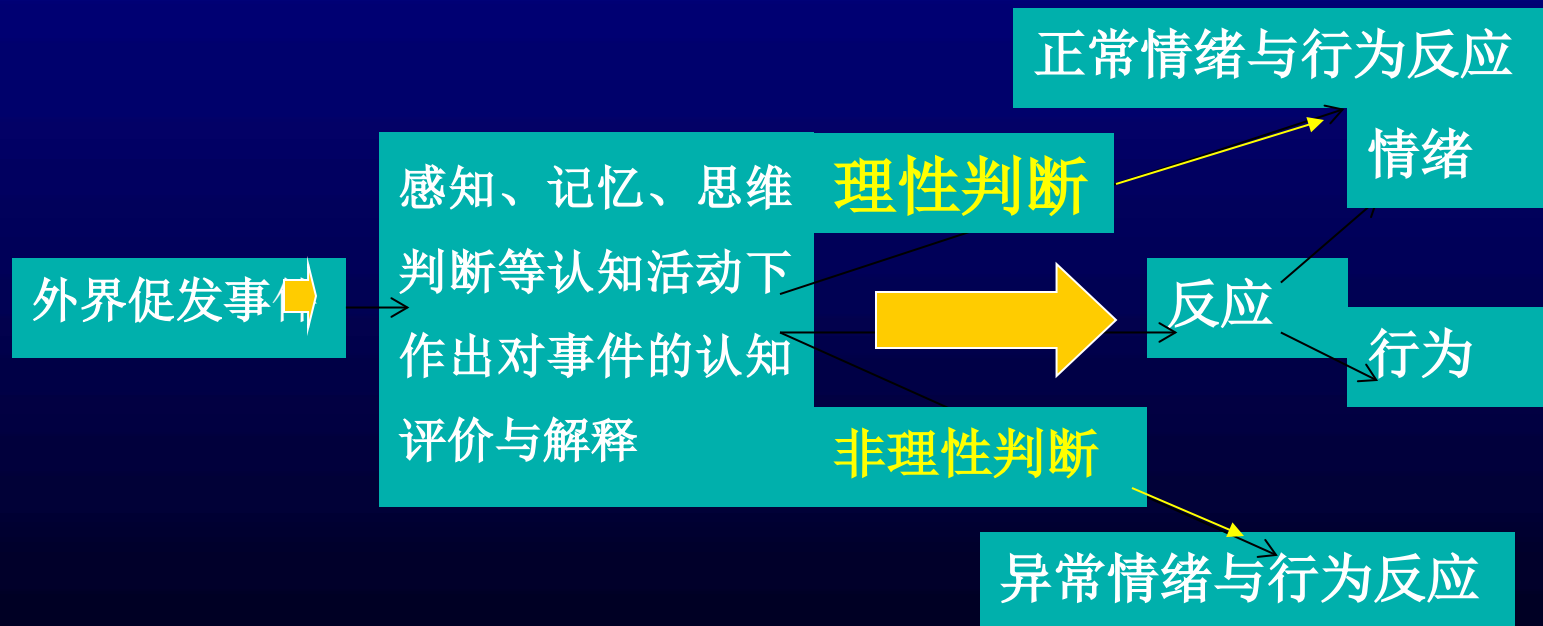 正常情绪与行为反应
情绪
感知、记忆、思维
判断等认知活动下
作出对事件的认知
评价与解释
理性判断
外界促发事件
反应
行为
非理性判断
异常情绪与行为反应